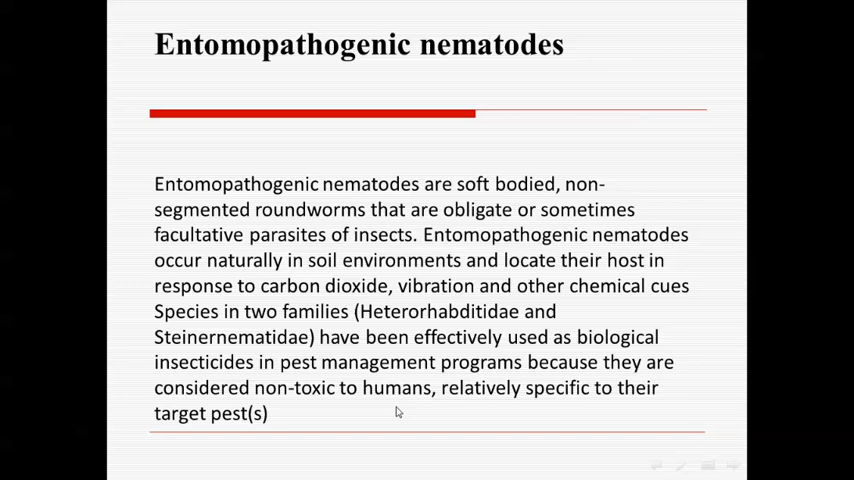 Entomopathogenic nematodes
Entomopathogenic nematodes are soft bodied, non-
segmented roundworms that are obligate or sometimes
facultative parasites of insects. Entomopathogenic nematodes
occur naturally in soil environments and locate their host in
response to carbon dioxide, vibration and other chemical cues
Species in two families (Heterorhabditidae and
Steinernematidae) have been effectively used as biological
insecticides in pest management programs because they are
considered non-toxic to humans, relatively specific to their
target pest(s)